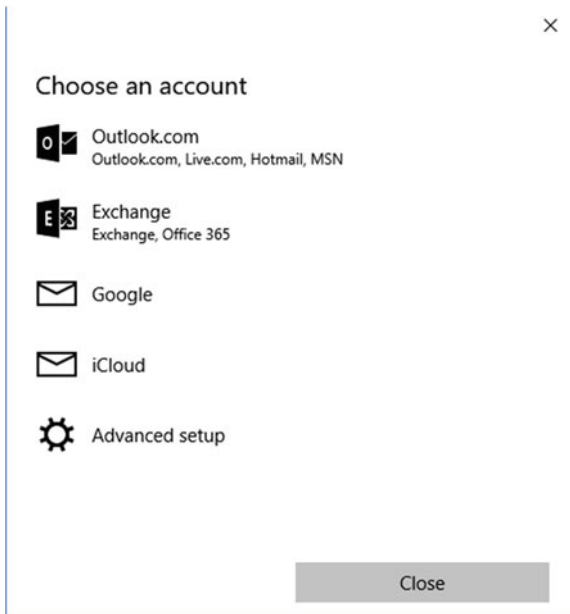 Choose an account
Outlook.com
Outlook.com, Live.com, Hotmail, MSN
Exchange
Exchange, Office 365
Google
iCloud
Advanced setup
Close